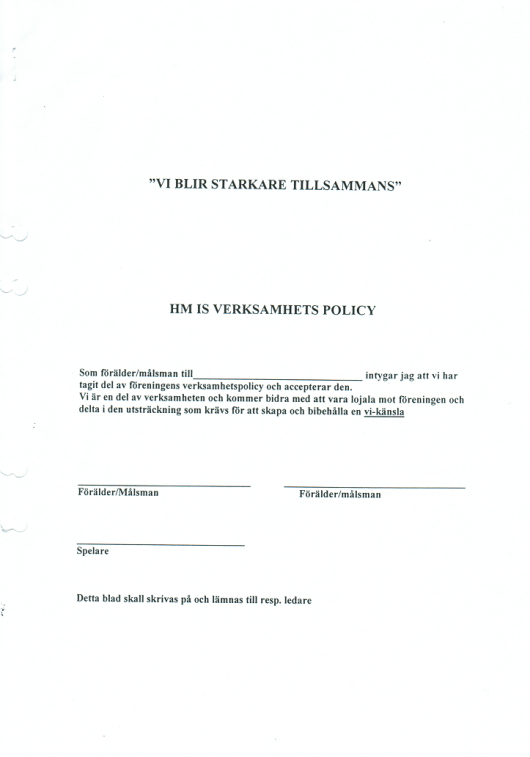 ”VI BLIR STARKARE TILLSAMMANS”
HM IS VERKSAMHETS POLICY
Som förälder/målsman till______________________________ intygar jag att vi har
tagit del av föreningens verksamhetspolicy och accepterar den.
Vi är en del av verksamheten och kommer bidra med att vara lojala mot föreningen och
delta i den utsträckning som krävs för att skapa och bibehålla en vi-känsla
Förälder/Målsman
Förälder/målsman
Spelare
Detta blad skall skrivas på och lämnas till resp. ledare